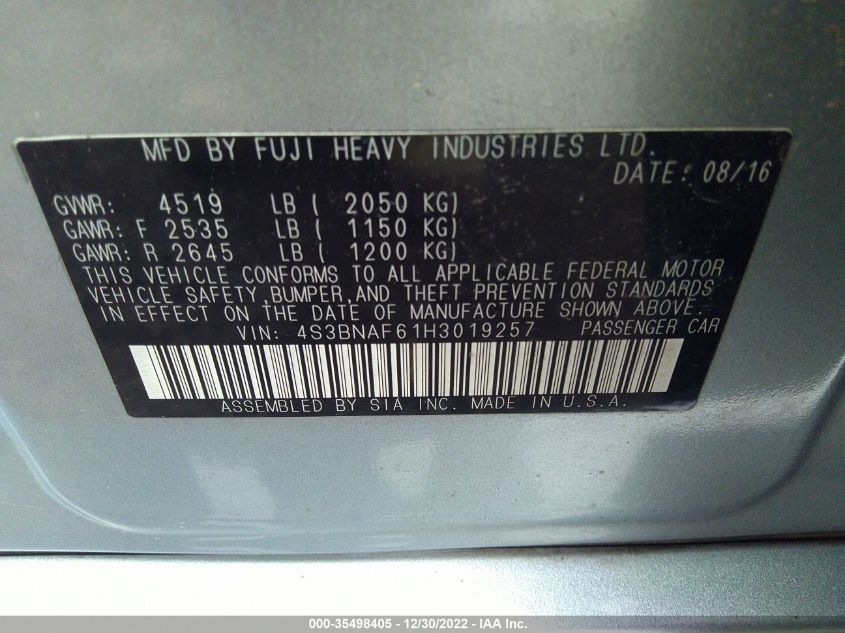 MFD BY FUJI HEAVY INDUSTRIES LTD.
DATE: 08/16
GVWR: 4519 LB ( 2050 KG)
GAWR: F 2535 LB ( 1150 KG)
GAWR: R 2645 LB ( 1200 KG)
THIS VEHICLE CONFORMS TO ALL APPLICABLE FEDERAL MOTOR
VEHICLE SAFETY,BUMPER,AND THEFT PREVENTION STANDARDS
IN EFFECT ON THE DATE OF MANUFACTURE SHOWN ABOVE.
VIN: 4S3BNAF61H3019257 PASSENGER CAR
ASSEMBLED BY SIA INC. MADE IN U.S.A.
000-35498405 - 12/30/2022 - IAA Inc.